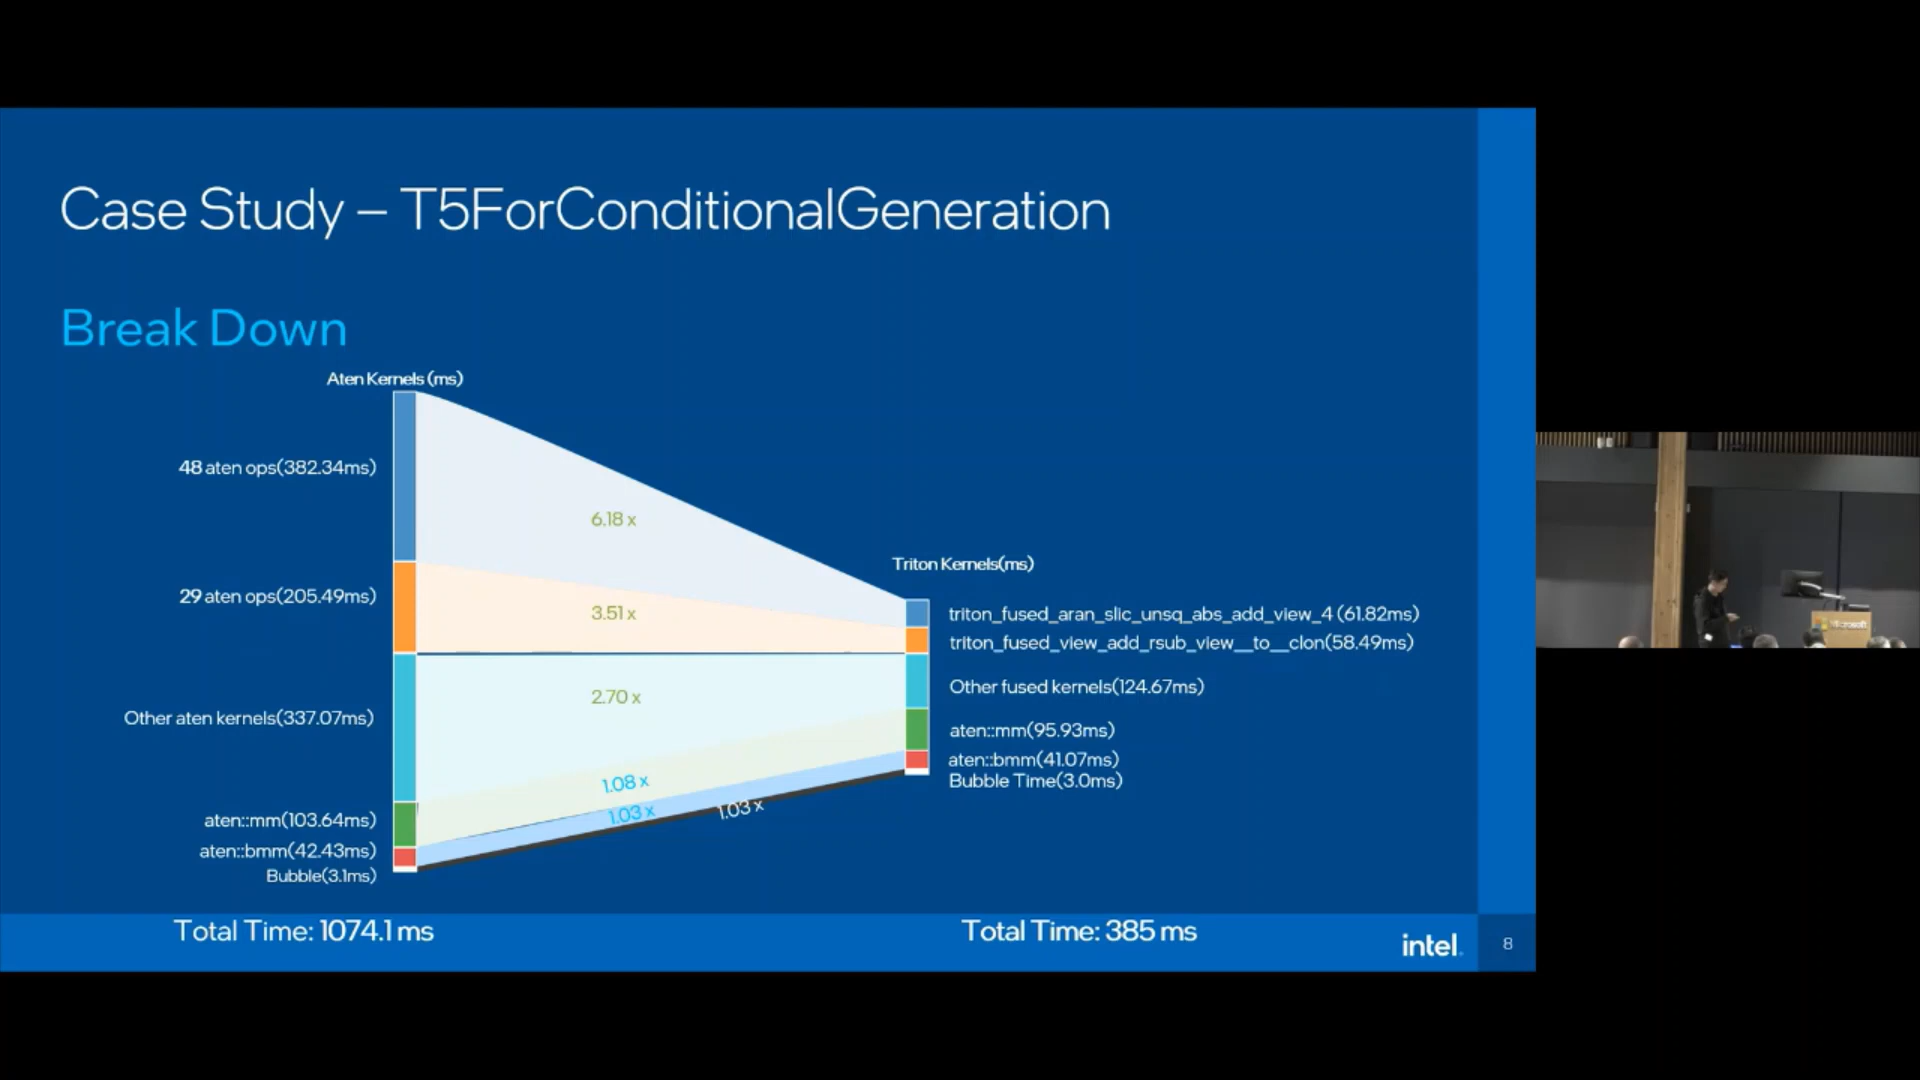 Case Study – T5ForConditionalGeneration
Break Down
Aten Kernels (ms)
48 aten ops(382.34ms)
29 aten ops(205.49ms)
Other aten kernels(337.07ms)
aten::mm(103.64ms)
aten::bmm(42.43ms)
Bubble(3.1ms)
6.18 x
3.51 x
2.70 x
1.08 x
1.03 x
1.03 x
Triton Kernels(ms)
triton_fused_aran_slic_unsq_abs_add_view_4 (61.82ms)
triton_fused_view_add_rsub_view__to__clon(58.49ms)
Other fused kernels(124.67ms)
aten::mm(95.93ms)
aten::bmm(41.07ms)
Bubble Time(3.0ms)
Total Time: 1074.1 ms
Total Time: 385 ms
intel.
8
Microsoft